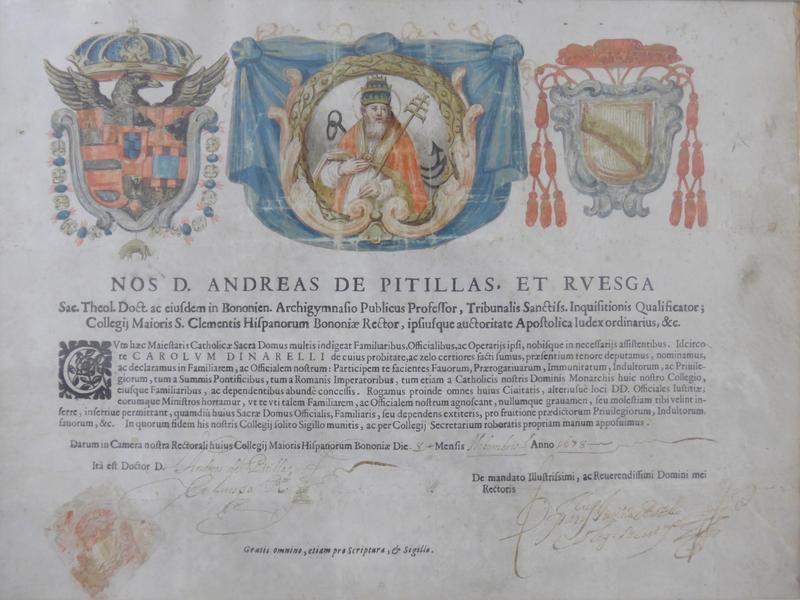 NOS D. ANDREAS DE PITILLAS, ET RVESGA
Sac. Theol. Doct. ac eiusdem in Bononien. Archigymnasio Publicus Professor, Tribunalis Sanctiss. Inquisitionis Qualificator;
Collegij Maioris S. Clementis Hispanorum Bononiæ Rector, ipsiusque auctoritate Apostolica Iudex ordinarius, &c.
CVm hæc Maiestati Catholicæ Sacra Domus multis indigeat Familiaribus, Officialibus, ac Operarijs ipsi, nobisque in necessarijs assistentibus. Idcirco
te CAROLVM DINARELLI de cuius probitate, ac zelo certiores facti sumus, præsentium tenore deputamus, nominamus,
ac declaramus in Familiarem, ac Officialem nostrum: Participem te facientes Fauorum, Prærogatiuarum, Immunitatum, Indultorum, ac Priuile-
giorum, tum a Summis Pontificibus, tum a Romanis Imperatoribus, tum etiam a Catholicis nostris Dominis Monarchis huic nostro Collegio,
eiusque Familiaribus, ac dependentibus abundè concessis. Rogamus proinde omnes huius Ciuitatis, alteriusuè loci DD. Officiales Iustitiæ;
eorumque Ministros hortamur, vt te vti talem Familiarem, ac Officialem nostrum agnoscant, nullumque grauamen, seu molestiam tibi velint in-
ferre, inferriue permittant, quamdiù huius Sacræ Domus Officialis, Familiaris, seu dependens extiteris, pro fruitione prædictorum Priuilegiorum, Indultorum,
fauorum, &c. In quorum fidem his nostri Collegij solito Sigillo munitis, ac per Collegij Secretarium roboratis propriam manum apposuimus.
Datum in Camera nostra Rectorali huius Collegij Maioris Hispanorum Bononiæ Die 8 Mensis Anno 1678
Ità est Doctor D.
De mandato Illustrissimi, ac Reuerendissimi Domini mei
Rectoris
Gratis omnino, etiam pro Scriptura, & Sigillo.